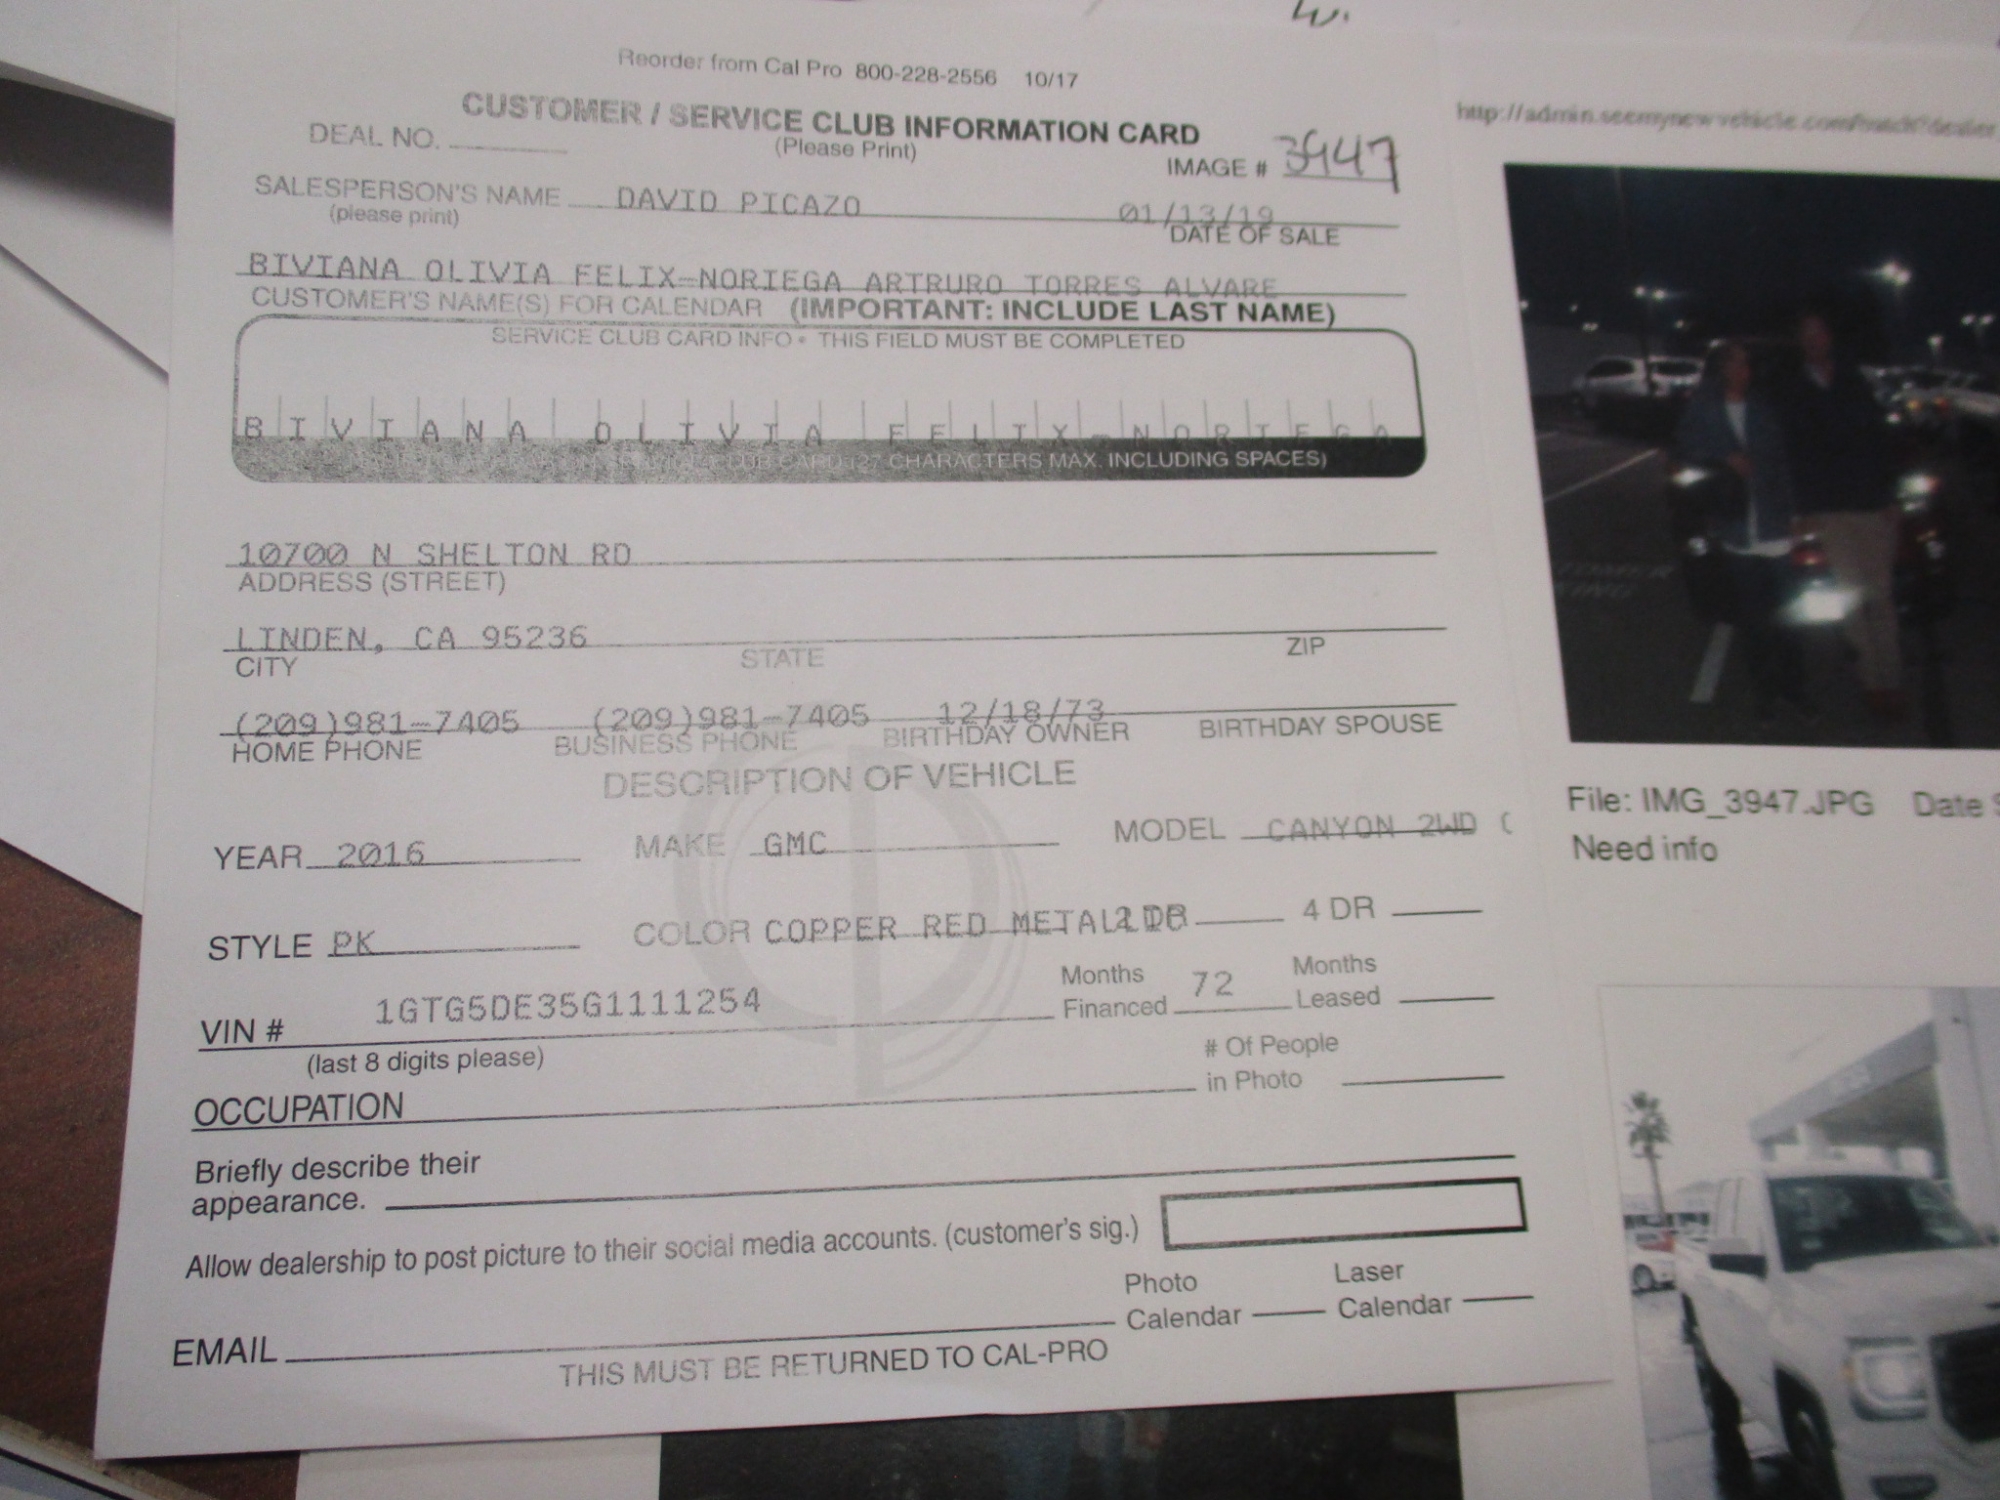 W.
Reorder from Cal Pro 800-228-2556 10/17
CUSTOMER / SERVICE CLUB INFORMATION CARD
(Please Print)
DEAL NO.
IMAGE # 3947
SALESPERSON'S NAME DAVID PICAZO 01/13/19
(please print) DATE OF SALE
BIVIANA OLIVIA FELIX-NORIEGA ARTRURO TORRES ALVARE
CUSTOMER'S NAME(S) FOR CALENDAR (IMPORTANT: INCLUDE LAST NAME)
SERVICE CLUB CARD INFO • THIS FIELD MUST BE COMPLETED
BIVIANA OLIVIA FELIX-NORIEGA
CLUB CARD (27 CHARACTERS MAX. INCLUDING SPACES)
10700 N SHELTON RD
ADDRESS (STREET)
LINDEN, CA 95236
CITY STATE ZIP
(209)981-7405 (209)981-7405 12/18/73
HOME PHONE BUSINESS PHONE BIRTHDAY OWNER BIRTHDAY SPOUSE
DESCRIPTION OF VEHICLE
YEAR 2016 MAKE GMC MODEL CANYON 2WD C
STYLE PK COLOR COPPER RED METAL 2 DR 4 DR
VIN # 1GTG5DE35G1111254 Months Financed 72 Months Leased
(last 8 digits please)
OCCUPATION # Of People in Photo
Briefly describe their
appearance.
Allow dealership to post picture to their social media accounts. (customer's sig.)
Photo Calendar Laser Calendar
EMAIL
THIS MUST BE RETURNED TO CAL-PRO
http://admin.seemynewvehicle.com/
File: IMG_3947.JPG Date
Need info